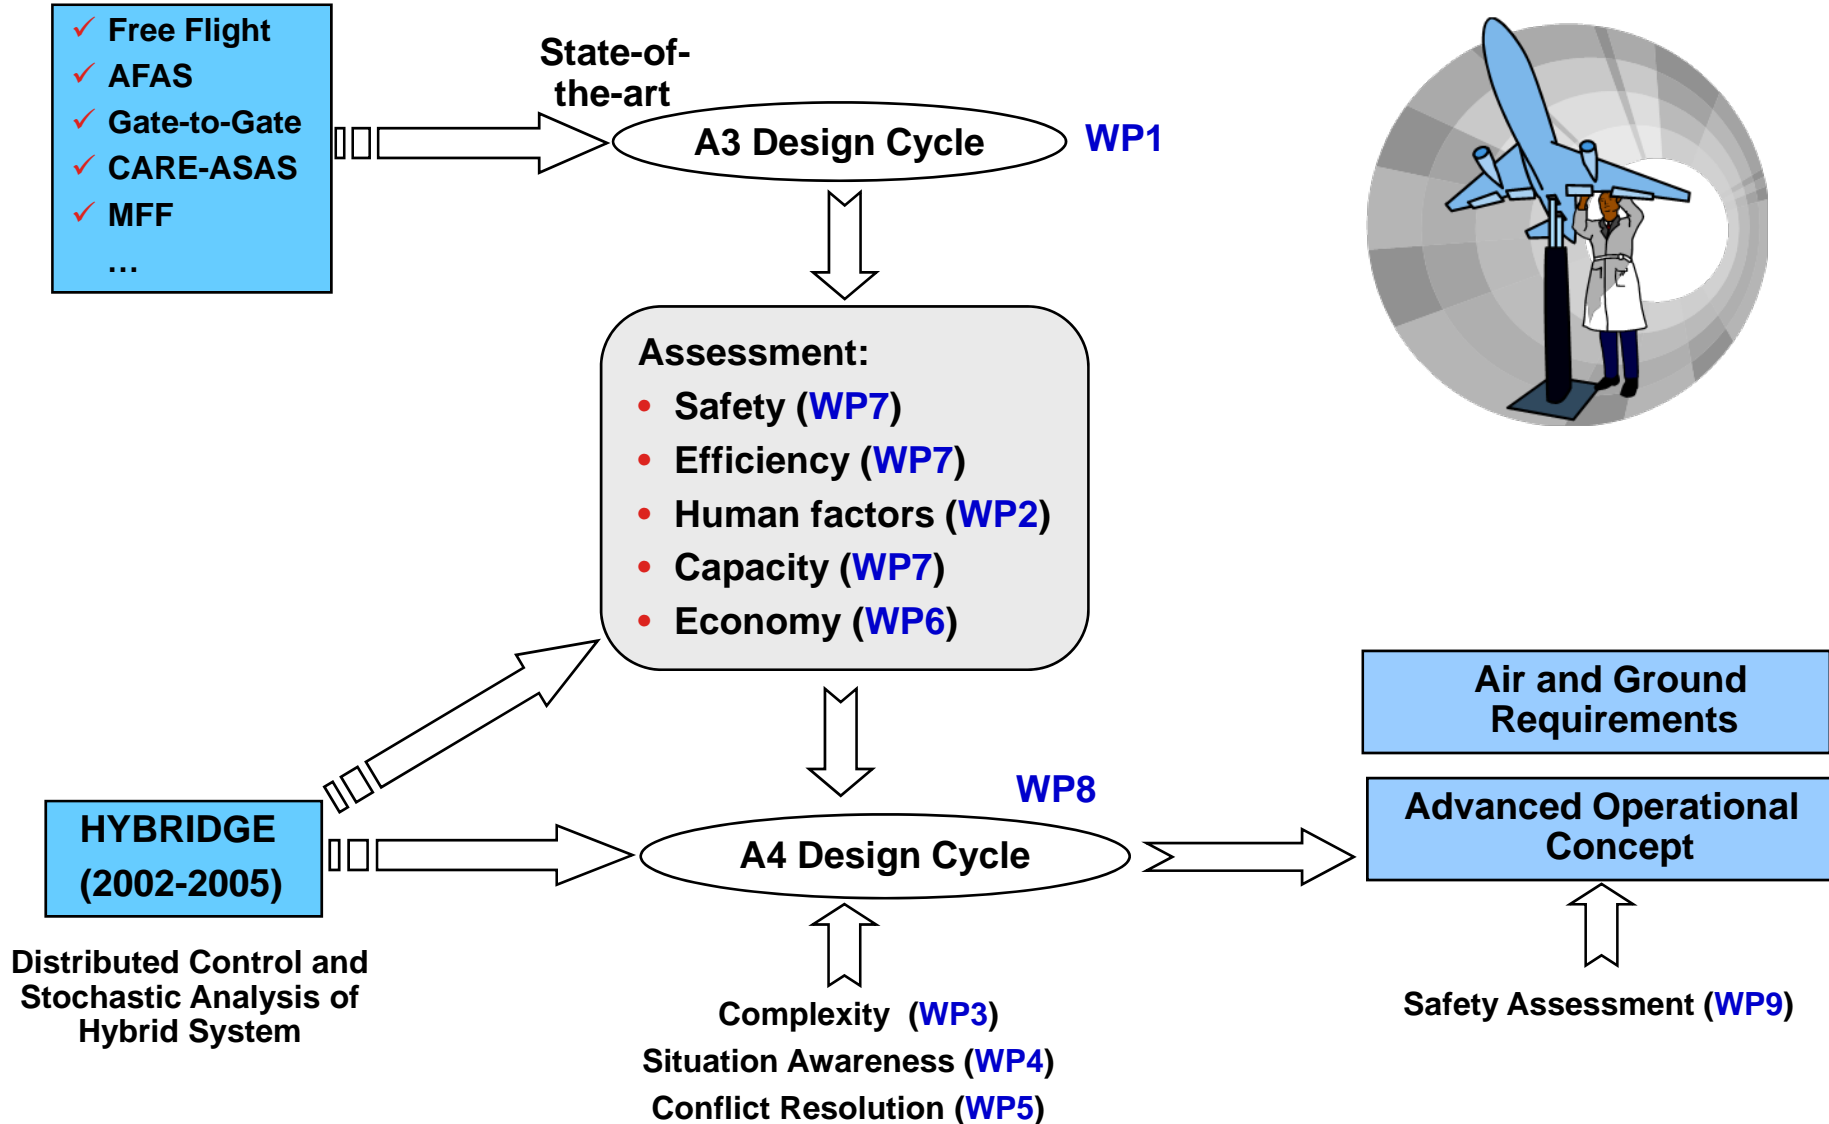 Free Flight
AFAS
Gate-to-Gate
CARE-ASAS
MFF
...
State-of-
the-art
A3 Design Cycle
WP1
Assessment:
• Safety (WP7)
• Efficiency (WP7)
• Human factors (WP2)
• Capacity (WP7)
• Economy (WP6)
HYBRIDGE
(2002-2005)
Distributed Control and
Stochastic Analysis of
Hybrid System
WP8
A4 Design Cycle
Complexity (WP3)
Situation Awareness (WP4)
Conflict Resolution (WP5)
Air and Ground
Requirements
Advanced Operational
Concept
Safety Assessment (WP9)